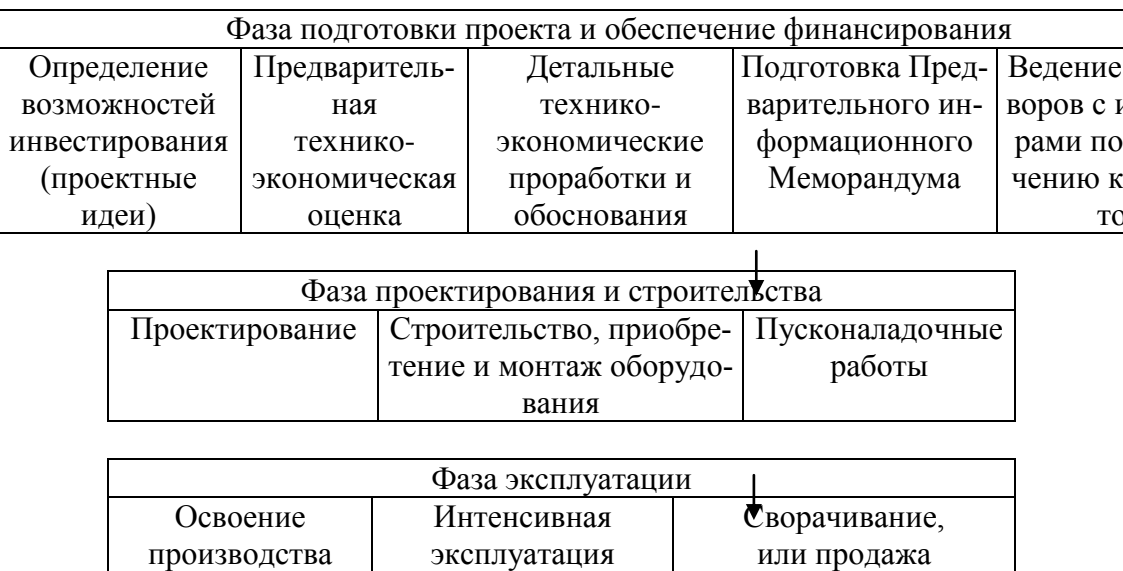 Фаза подготовки проекта и обеспечение финансирования
Определение
возможностей
инвестирования
(проектные
идеи)
Предваритель-
ная
технико-
экономическая
оценка
Детальные
технико-
экономические
проработки и
обоснования
Подготовка Пред-
варительного ин-
формационного
Меморандума
Ведение
воров с
рами по
чению
Фаза проектирования и строительства
Проектирование
Строительство, приобре-
тение и монтаж оборудо-
вания
Пусконаладочные
работы
Фаза эксплуатации
Освоение
производства
Интенсивная
эксплуатация
Сворачивание,
или продажа